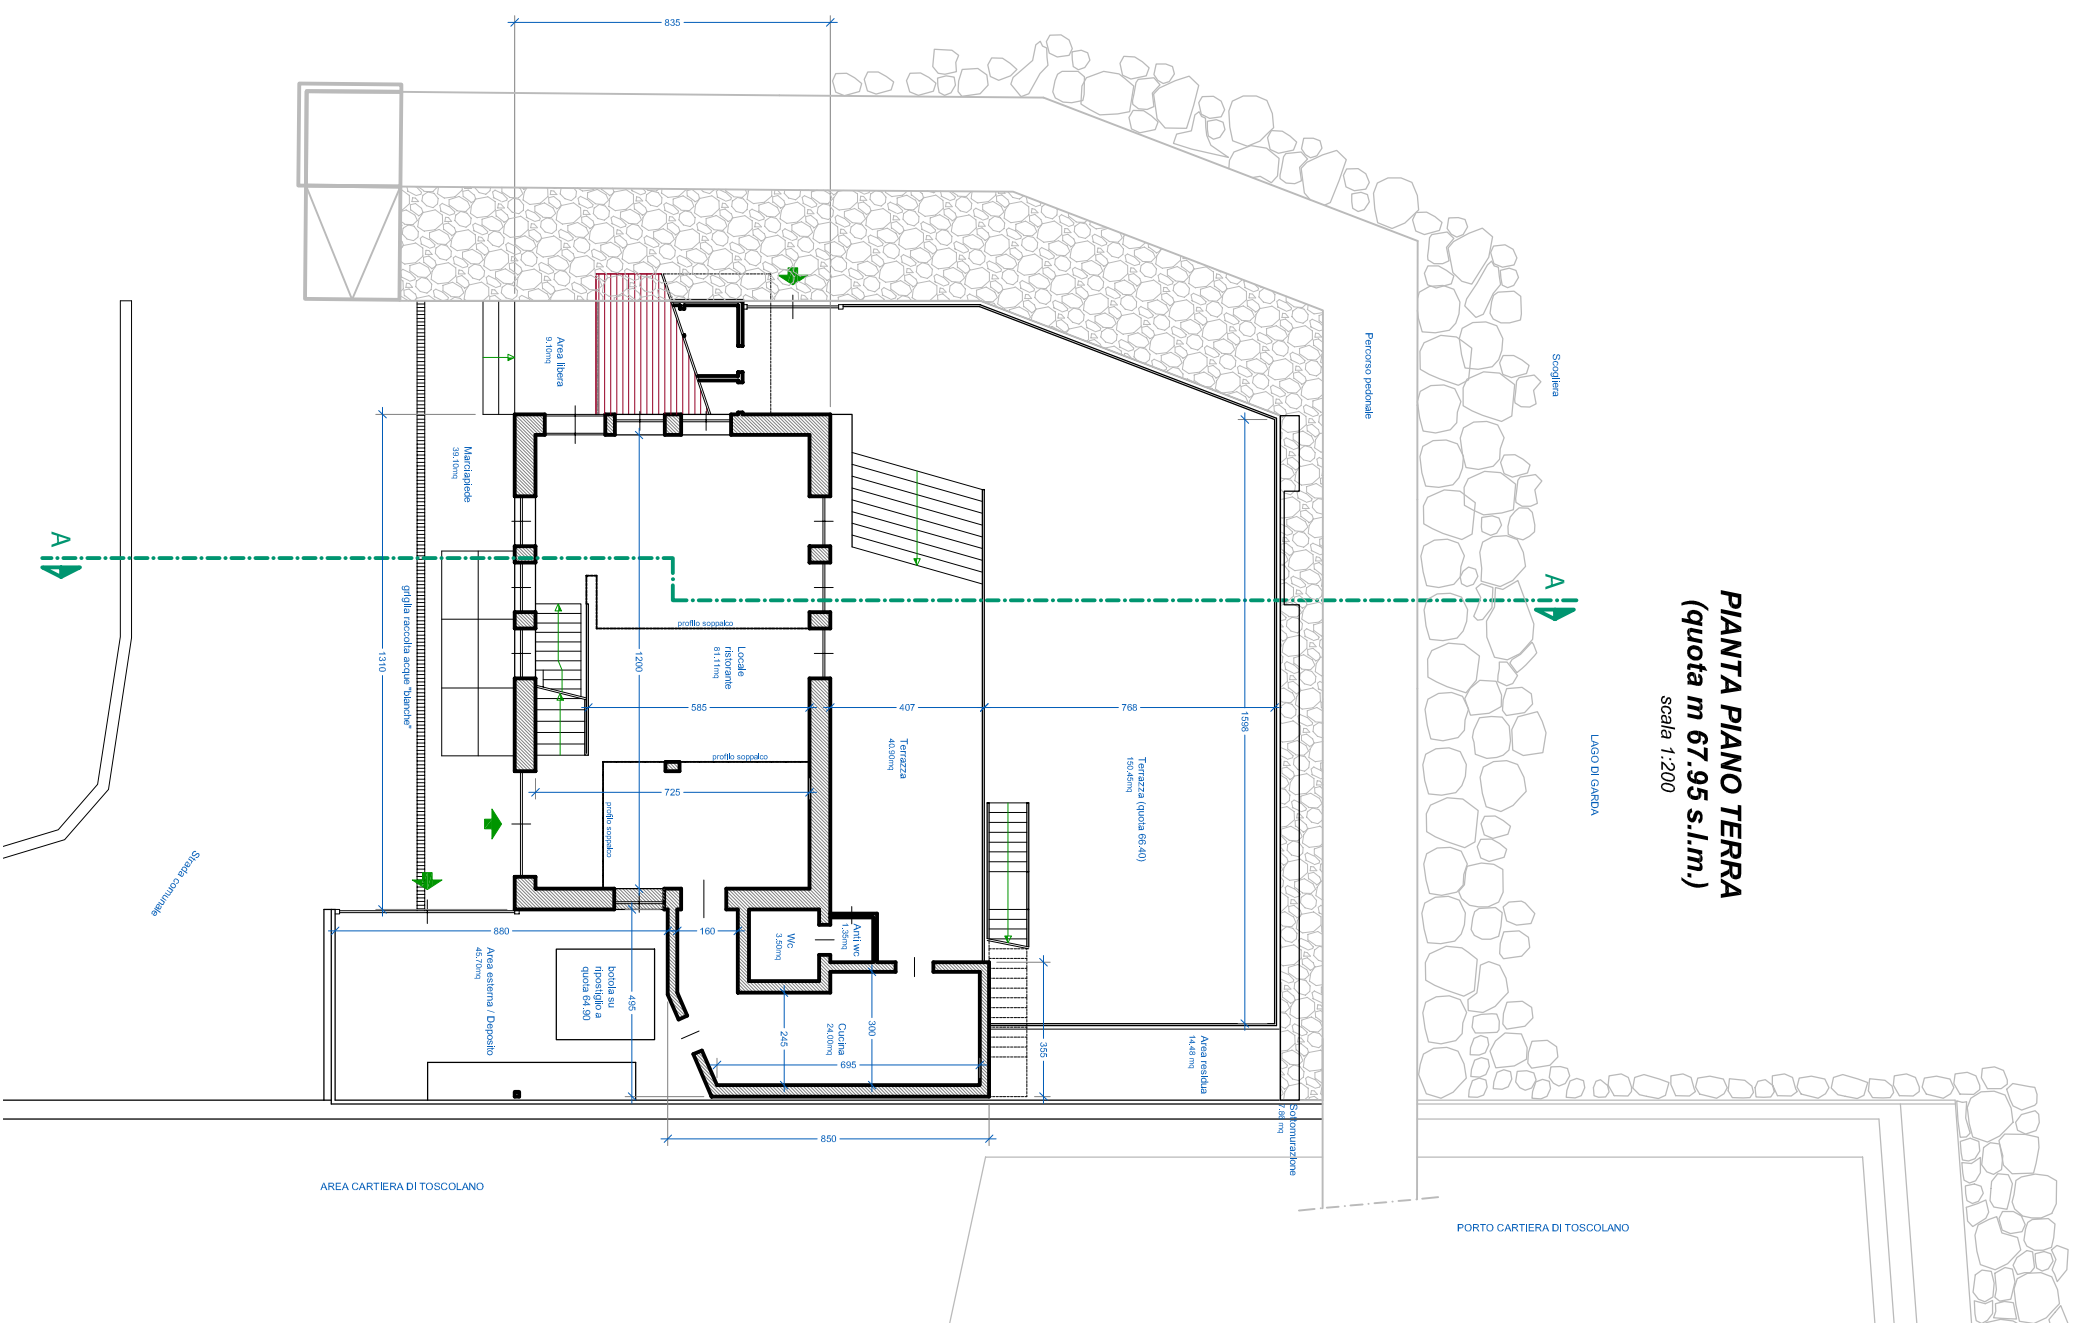 PIANTA PIANO TERRA
(quota m 67.95 s.l.m.)
scala 1:200
835
Scogliera
Percorso pedonale
LAGO DI GARDA
Area libera
9.10mq
Marciapiede
39.10mq
A
A
griglia raccolta acque "bianche"
1310
1200
profilo soppalco
Locale
ristorante
81.11mq
585
407
768
1598
profilo soppalco
725
profilo soppalco
Terrazza
40.90mq
Terrazza (quota 66.40)
150.45mq
Strada comunale
880
160
Wc
3.50mq
Anti wc
1.35mq
Area esterna / Deposito
45.70mq
botola su
ripostiglio a
quota 64.90
495
245
Cucina
24.00mq
300
695
355
Area residua
14.48 mq
Sottomurazione
7.86 mq
850
AREA CARTIERA DI TOSCOLANO
PORTO CARTIERA DI TOSCOLANO